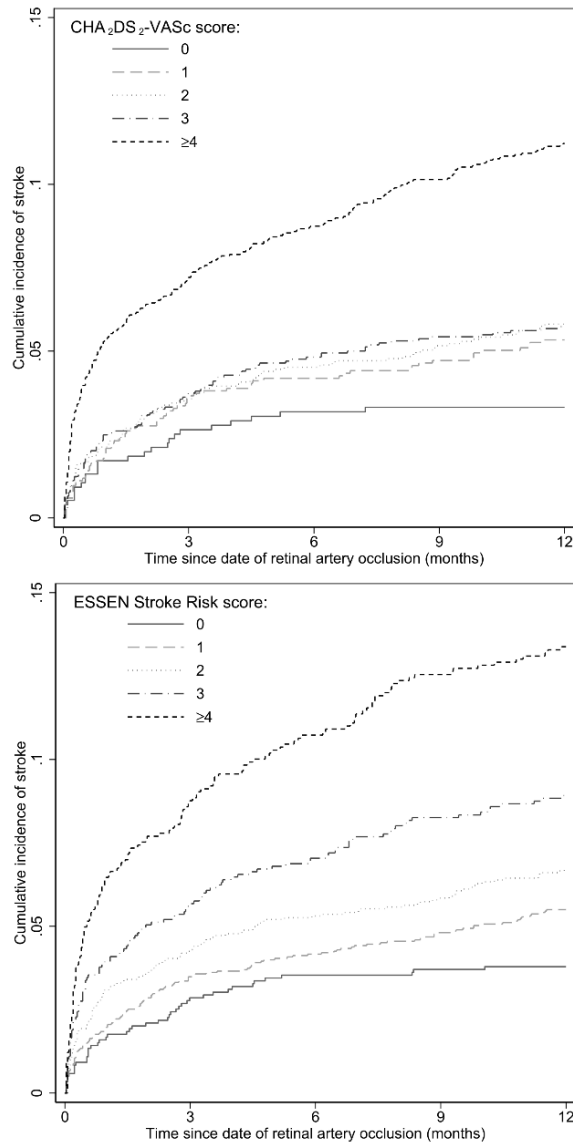 CHA₂DS₂-VASc score:
0
1
2
3
≥4
.15
.1
.05
0
Cumulative incidence of stroke
0 3 6 9 12
Time since date of retinal artery occlusion (months)
ESSEN Stroke Risk score:
0
1
2
3
≥4
.15
.1
.05
0
Cumulative incidence of stroke
0 3 6 9 12
Time since date of retinal artery occlusion (months)